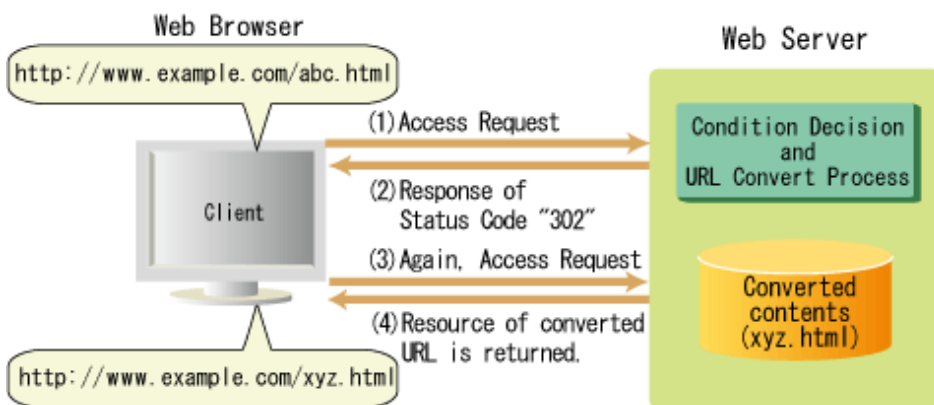 Web Browser
http://www.example.com/abc.html
Client
http://www.example.com/xyz.html
(1)Access Request
(2)Response of
Status Code "302"
(3)Again, Access Request
(4)Resource of converted
URL is returned.
Web Server
Condition Decision
and
URL Convert Process
Converted
contents
(xyz.html)